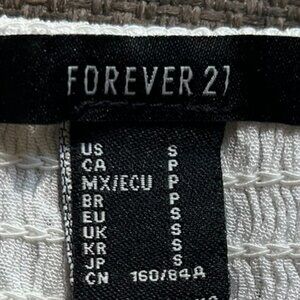 FOREVER 21
US S
CA P
MX/ECU P
BR P
EU S
UK S
KR S
JP S
CN 160/84A